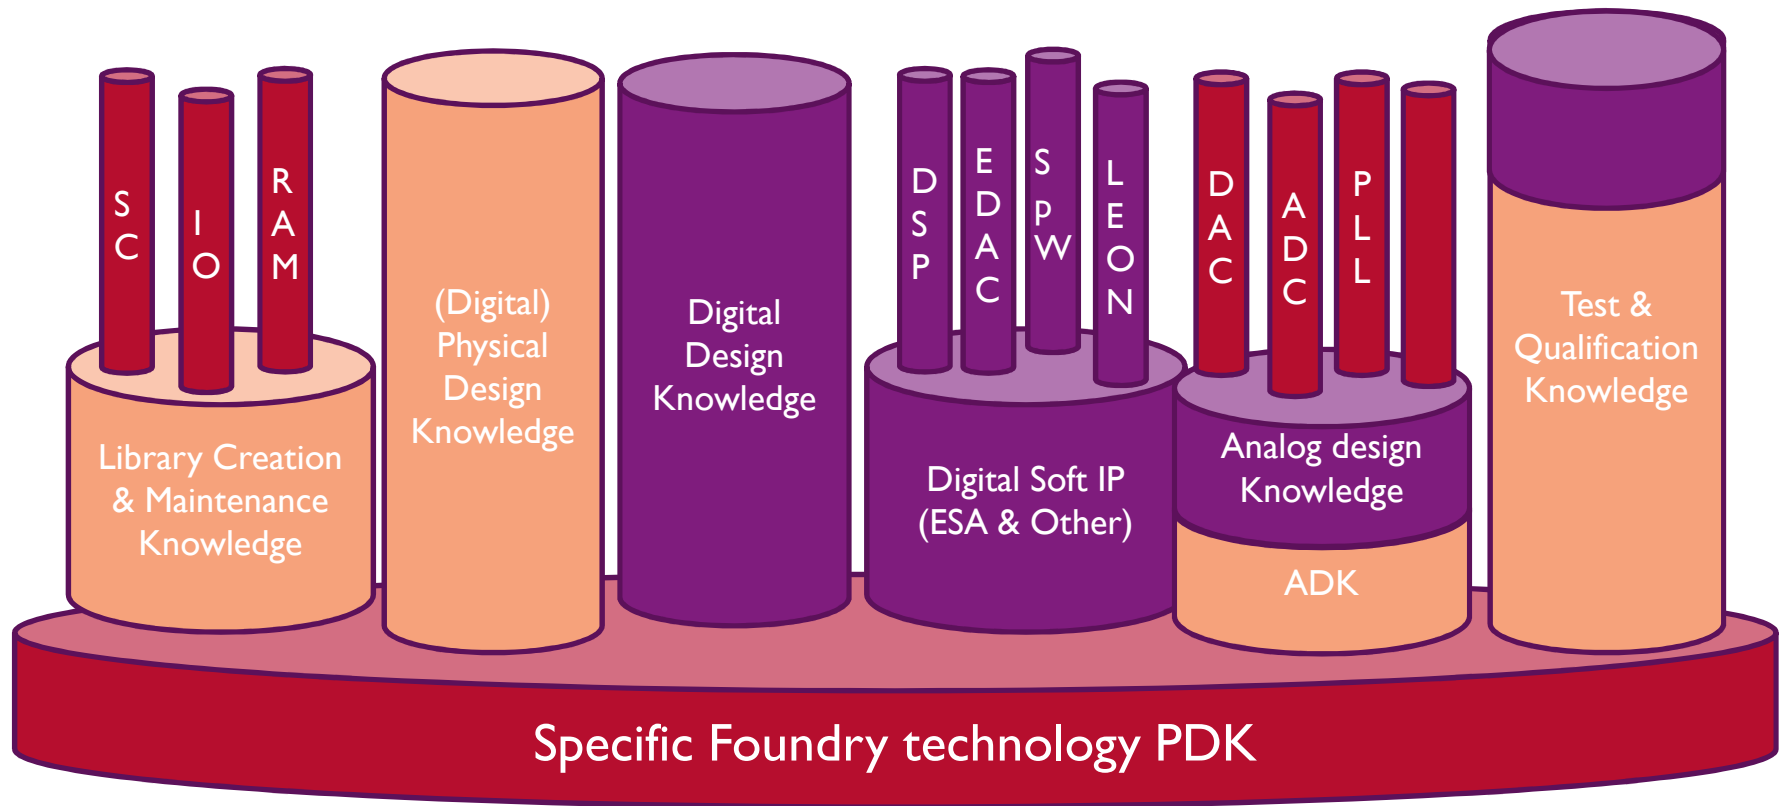 SC
IO
RAM
Library Creation
& Maintenance
Knowledge
(Digital)
Physical
Design
Knowledge
Digital
Design
Knowledge
DSP
EDAC
SPW
LEON
Digital Soft IP
(ESA & Other)
DAC
ADC
PLL
Analog design
Knowledge
ADK
Test &
Qualification
Knowledge
Specific Foundry technology PDK